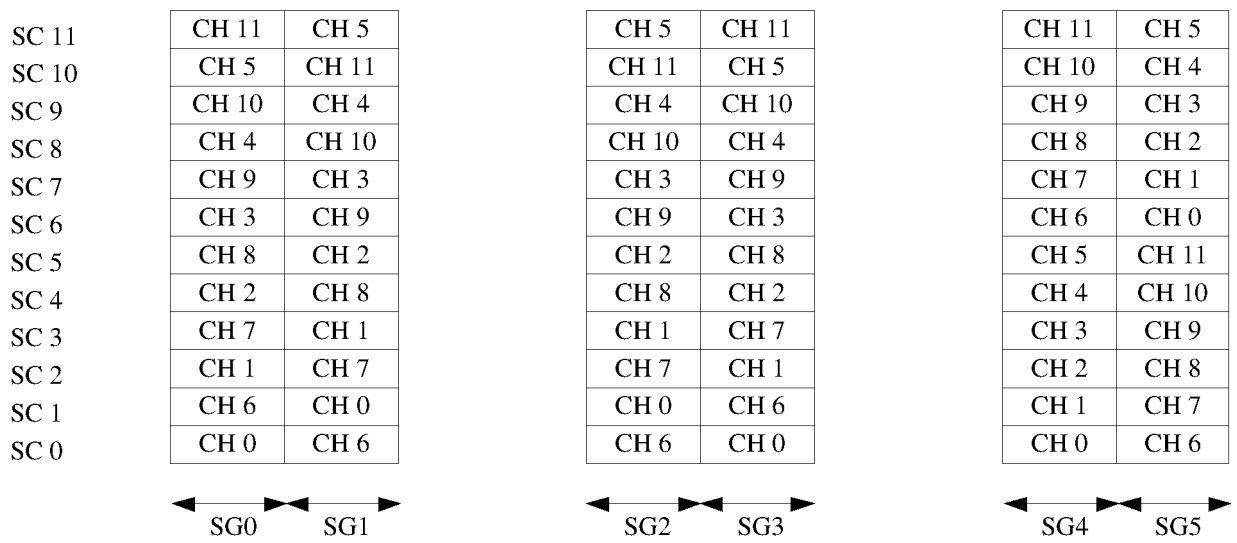 SC 11 CH 11 CH 5 CH 5 CH 11 CH 11 CH 5
SC 10 CH 5 CH 11 CH 11 CH 5 CH 10 CH 4
SC 9 CH 10 CH 4 CH 4 CH 10 CH 9 CH 3
SC 8 CH 4 CH 10 CH 10 CH 4 CH 8 CH 2
SC 7 CH 9 CH 3 CH 3 CH 9 CH 7 CH 1
SC 6 CH 3 CH 9 CH 9 CH 3 CH 6 CH 0
SC 5 CH 8 CH 2 CH 2 CH 8 CH 5 CH 11
SC 4 CH 2 CH 8 CH 8 CH 2 CH 4 CH 10
SC 3 CH 7 CH 1 CH 1 CH 7 CH 3 CH 9
SC 2 CH 1 CH 7 CH 7 CH 1 CH 2 CH 8
SC 1 CH 6 CH 0 CH 0 CH 6 CH 1 CH 7
SC 0 CH 0 CH 6 CH 6 CH 0 CH 0 CH 6
SG0 SG1 SG2 SG3 SG4 SG5